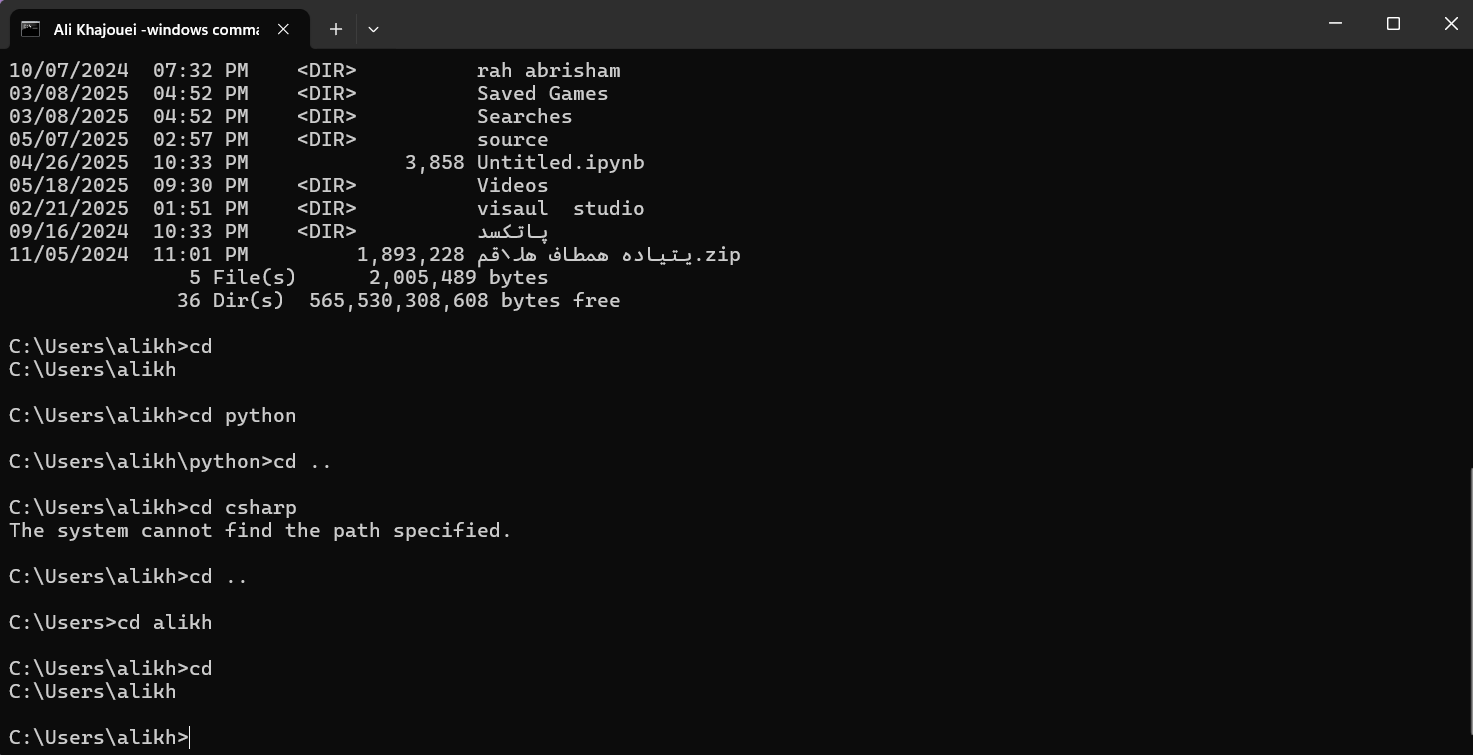 Ali Khajouei -windows comma
10/07/2024  07:32 PM    <DIR>          rah abrisham
03/08/2025  04:52 PM    <DIR>          Saved Games
03/08/2025  04:52 PM    <DIR>          Searches
05/07/2025  02:57 PM    <DIR>          source
04/26/2025  10:33 PM             3,858 Untitled.ipynb
05/18/2025  09:30 PM    <DIR>          Videos
02/21/2025  01:51 PM    <DIR>          visaul  studio
09/16/2024  10:33 PM    <DIR>          پاتکسد
11/05/2024  11:01 PM         1,893,228 یتیاده همطاف هلاقم.zip
               5 File(s)      2,005,489 bytes
              36 Dir(s)  565,530,308,608 bytes free
C:\Users\alikh>cd
C:\Users\alikh
C:\Users\alikh>cd python
C:\Users\alikh\python>cd ..
C:\Users\alikh>cd csharp
The system cannot find the path specified.
C:\Users\alikh>cd ..
C:\Users>cd alikh
C:\Users\alikh>cd
C:\Users\alikh
C:\Users\alikh>